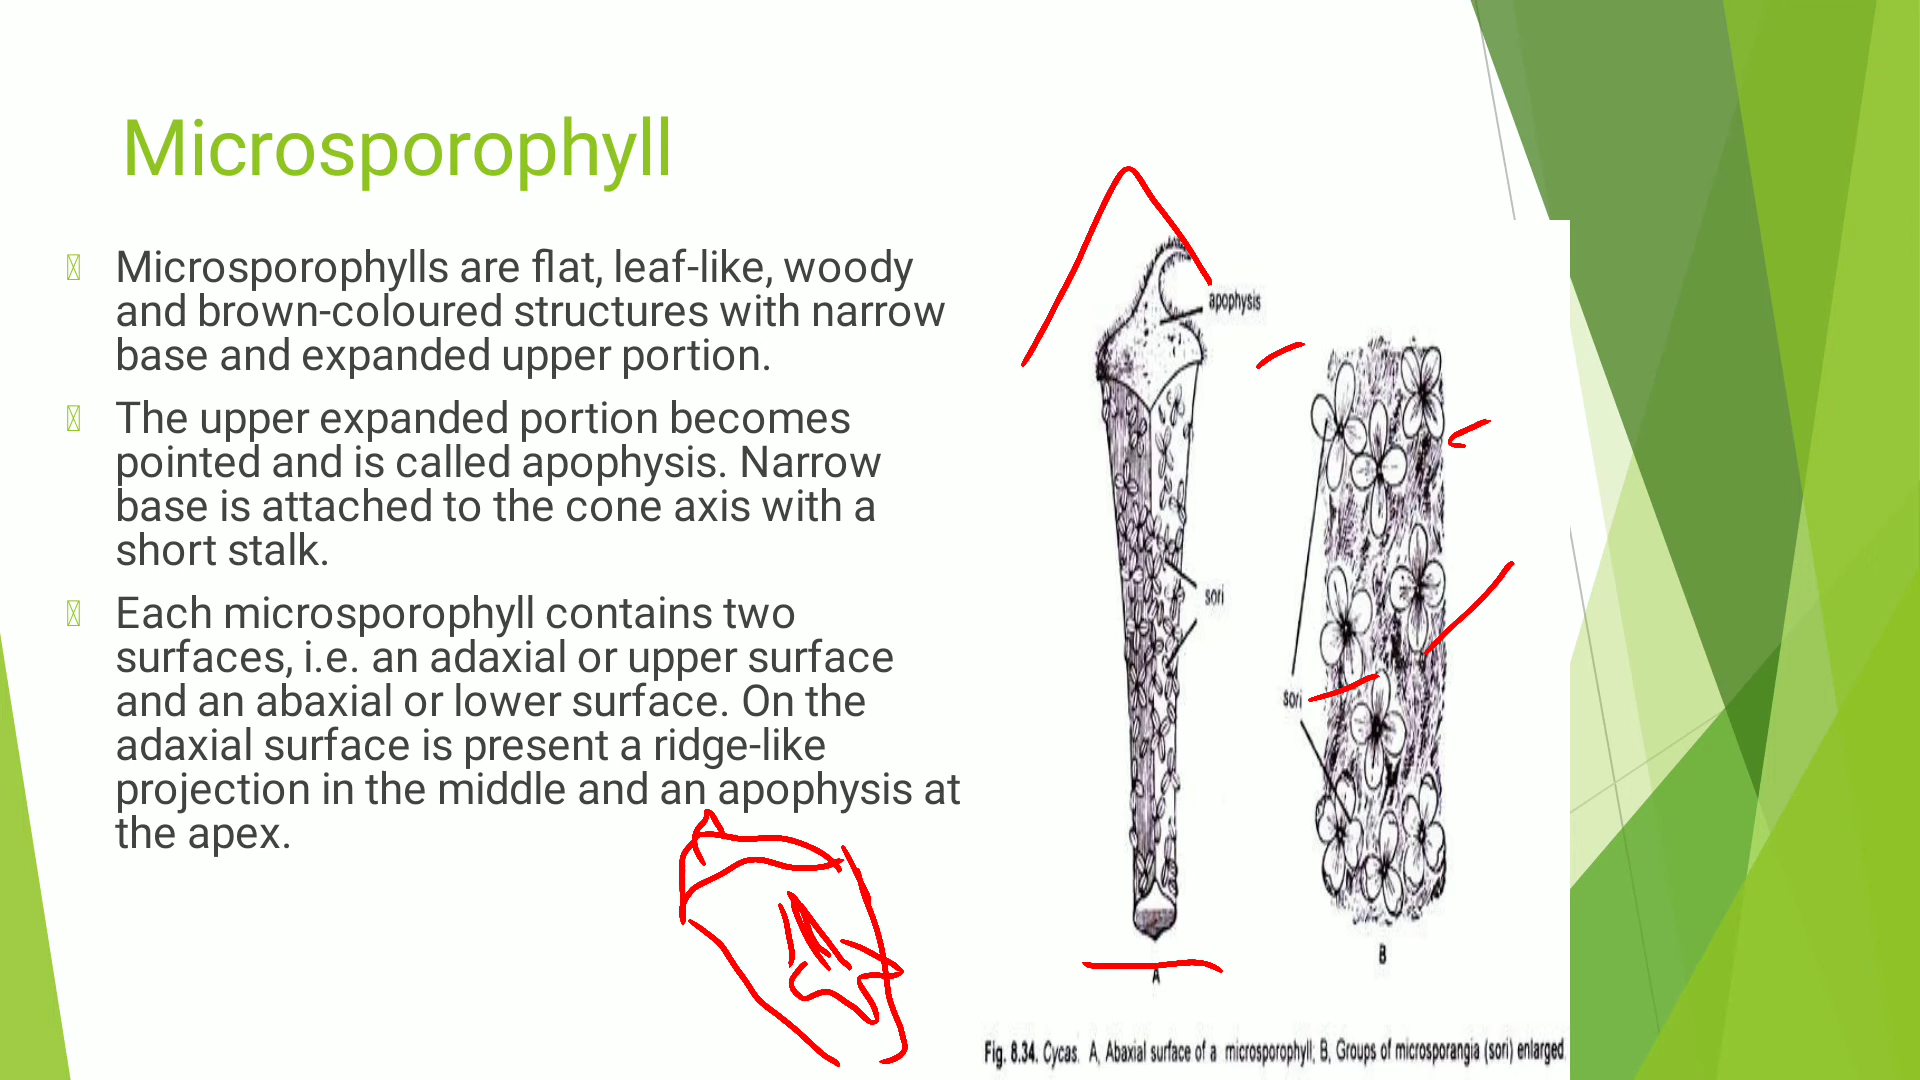 Microsporophyll
Microsporophylls are flat, leaf-like, woody
and brown-coloured structures with narrow
base and expanded upper portion.
The upper expanded portion becomes
pointed and is called apophysis. Narrow
base is attached to the cone axis with a
short stalk.
Each microsporophyll contains two
surfaces, i.e. an adaxial or upper surface
and an abaxial or lower surface. On the
adaxial surface is present a ridge-like
projection in the middle and an apophysis at
the apex.
apophysis
sori
sori
A
B
Fig. 8.34. Cycas. A, Abaxial surface of a microsporophyll; B, Groups of microsporangia (sori) enlarged